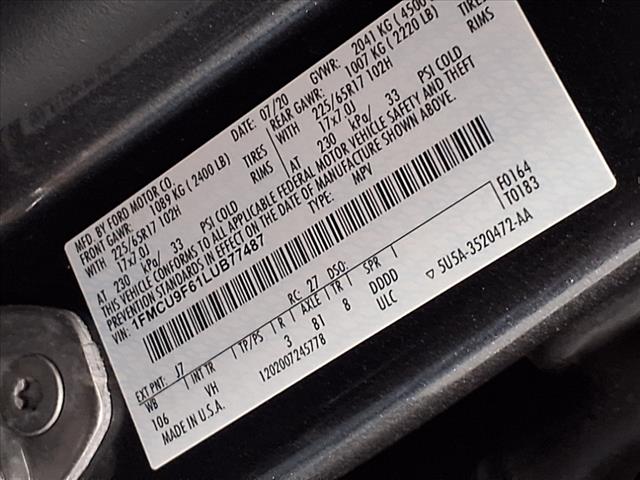 MFD. BY FORD MOTOR CO. DATE: 07/20 GVWR: 2041 KG ( 4500
FRONT GAWR: 1089 KG ( 2400 LB) REAR GAWR: 1007 KG ( 2220 LB)
WITH 225/65R17 102H TIRES WITH 225/65R17 102H TIRES
17x7.0J RIMS 17x7.0J RIMS
AT 230 kPa/ 33 PSI COLD AT 230 kPa/ 33 PSI COLD
THIS VEHICLE CONFORMS TO ALL APPLICABLE FEDERAL MOTOR VEHICLE SAFETY AND THEFT
PREVENTION STANDARDS IN EFFECT ON THE DATE OF MANUFACTURE SHOWN ABOVE.
VIN: 1FMCU9F61LUB77487 TYPE: MPV
F0164
T0183
EXT PNT: J7 RC: 27 DSO:
WB INT TR TP/PS R AXLE TR SPR
106 VH 3 81 8 DDDD
MADE IN U.S.A. 120200724577B ULC ▽ 5U5A-3520472-AA